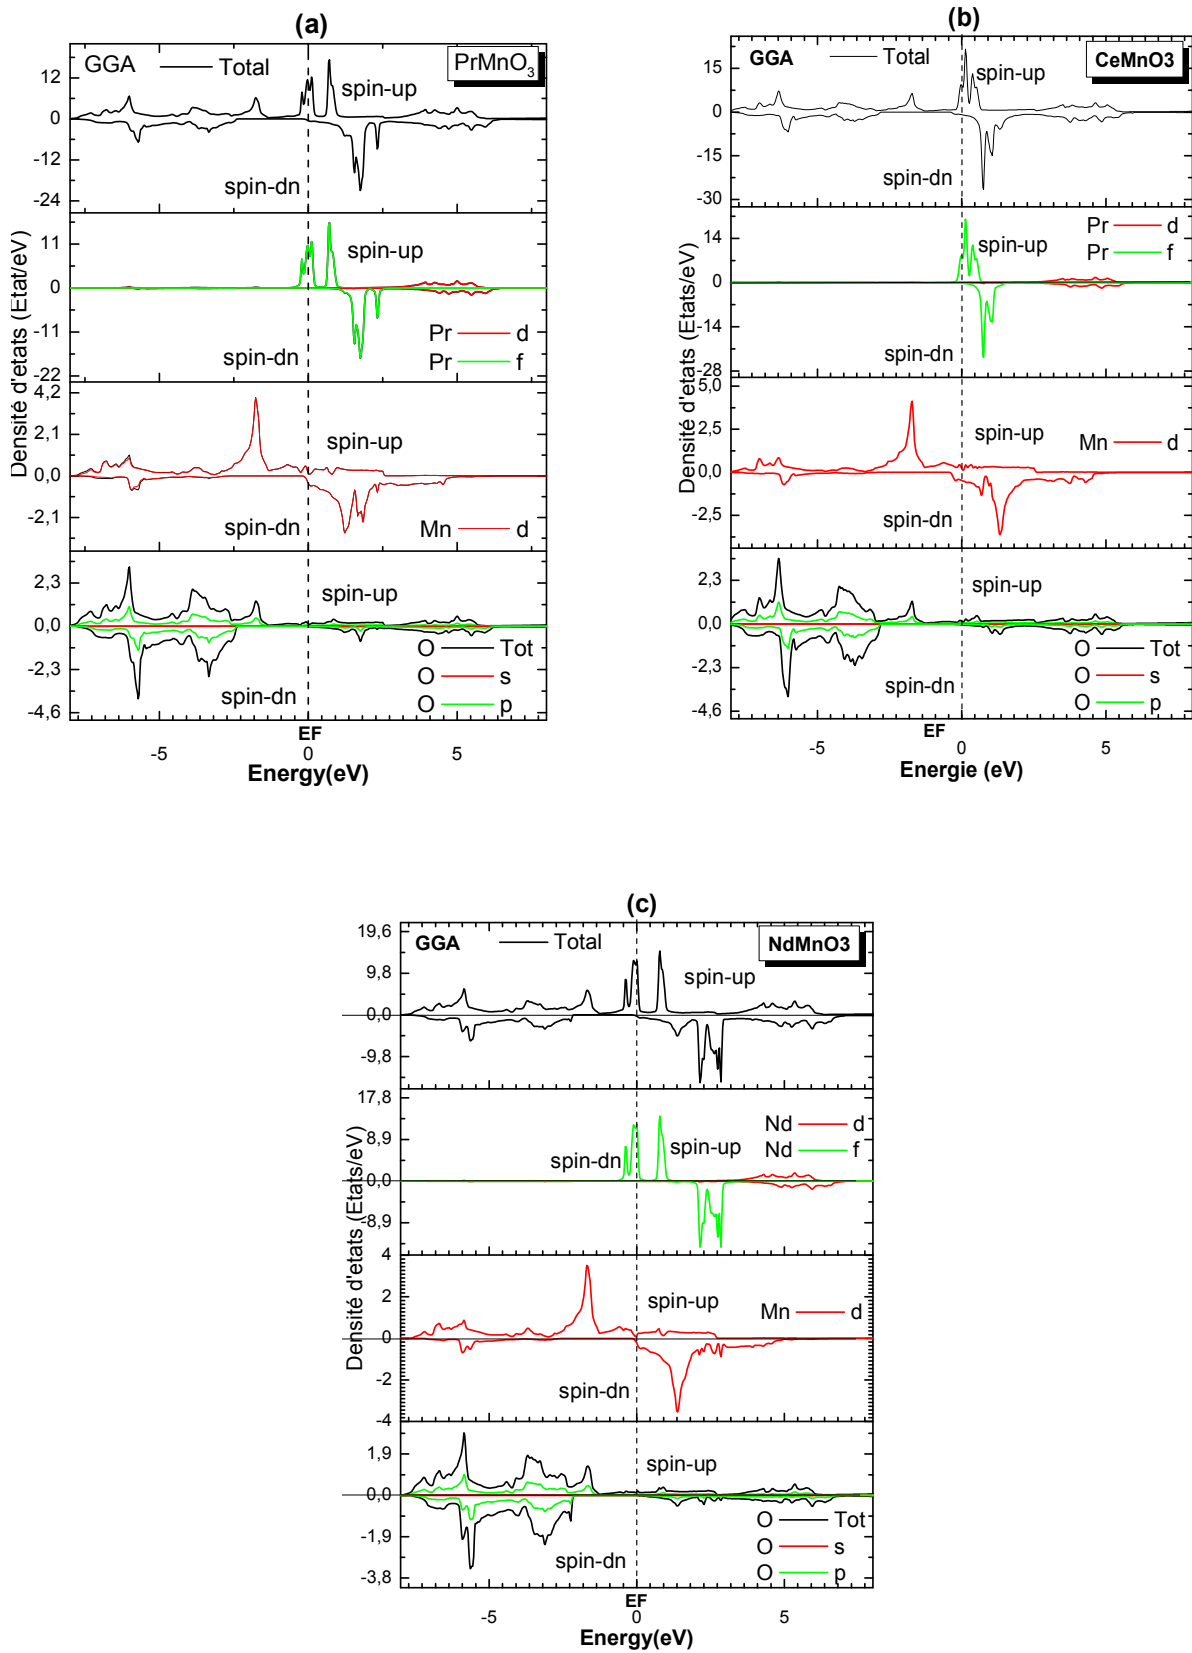 (a)
GGA — Total
PrMnO3
spin-up
spin-dn
12
0
-12
-24
spin-up
spin-dn
Pr — d
Pr — f
11
0
-11
-22
spin-up
spin-dn
Mn — d
4,2
2,1
0,0
-2,1
spin-up
spin-dn
O — Tot
O — s
O — p
2,3
0,0
-2,3
-4,6
Densité d'etats (Etat/eV)
EF
-5 0 5
Energy(eV)
(b)
GGA — Total
CeMnO3
spin-up
spin-dn
15
0
-15
-30
Pr — d
Pr — f
spin-up
spin-dn
14
0
-14
-28
spin-up
Mn — d
spin-dn
5,0
2,5
0,0
-2,5
spin-up
spin-dn
O — Tot
O — s
O — p
2,3
0,0
-2,3
-4,6
Densité d'etats (Etats/eV)
EF
-5 0 5
Energie (eV)
(c)
GGA — Total
NdMnO3
spin-up
19,6
9,8
0,0
-9,8
Nd — d
Nd — f
spin-up
spin-dn
17,8
8,9
0,0
-8,9
spin-up
Mn — d
spin-dn
4
2
0
-2
-4
spin-up
spin-dn
O — Tot
O — s
O — p
1,9
0,0
-1,9
-3,8
Densité d'etats (Etats/eV)
EF
-5 0 5
Energy(eV)